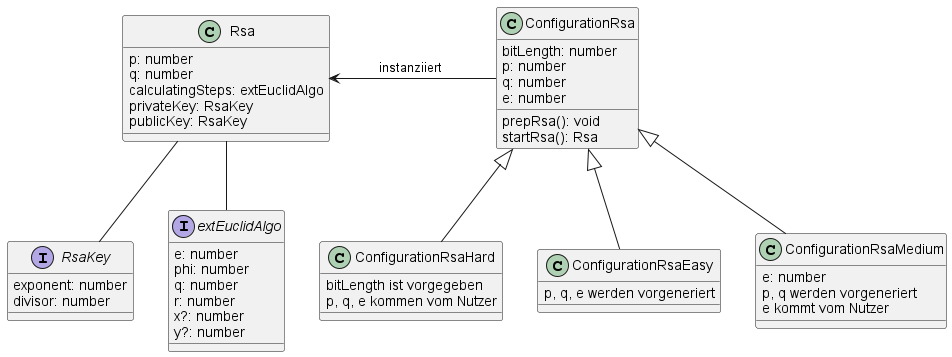 C Rsa
p: number
q: number
calculatingSteps: extEuclidAlgo
privateKey: RsaKey
publicKey: RsaKey
instanziiert
C ConfigurationRsa
bitLength: number
p: number
q: number
e: number
prepRsa(): void
startRsa(): Rsa
I RsaKey
exponent: number
divisor: number
I extEuclidAlgo
e: number
phi: number
q: number
r: number
x?: number
y?: number
C ConfigurationRsaHard
bitLength ist vorgegeben
p, q, e kommen vom Nutzer
C ConfigurationRsaEasy
p, q, e werden vorgeneriert
C ConfigurationRsaMedium
e: number
p, q werden vorgeneriert
e kommt vom Nutzer